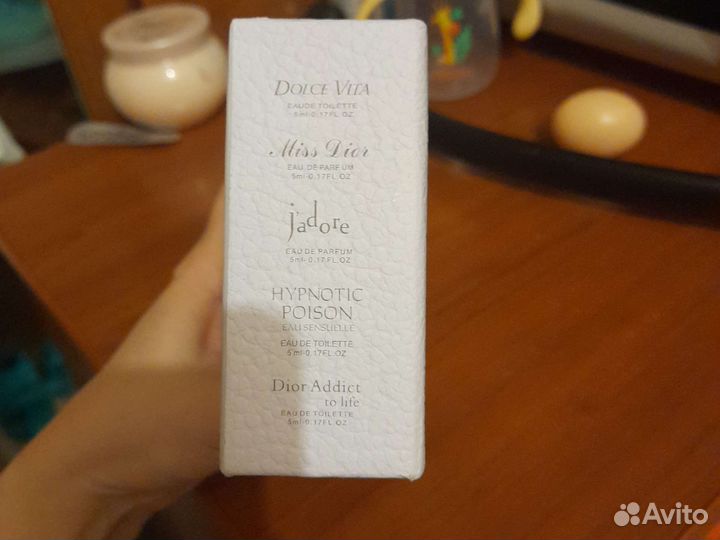 DOLCE VITA
EAU DE TOILETTE
5ml-0.17FL.OZ
Miss Dior
EAU DE PARFUM
5ml-0.17FL.OZ
j'adore
EAU DE PARFUM
5ml-0.17FL.OZ
HYPNOTIC
POISON
EAU SENSUELLE
EAU DE TOILETTE
5ml-0.17FL.OZ
Dior Addict
to life
EAU DE TOILETTE
5ml-0.17FL.OZ
Avito